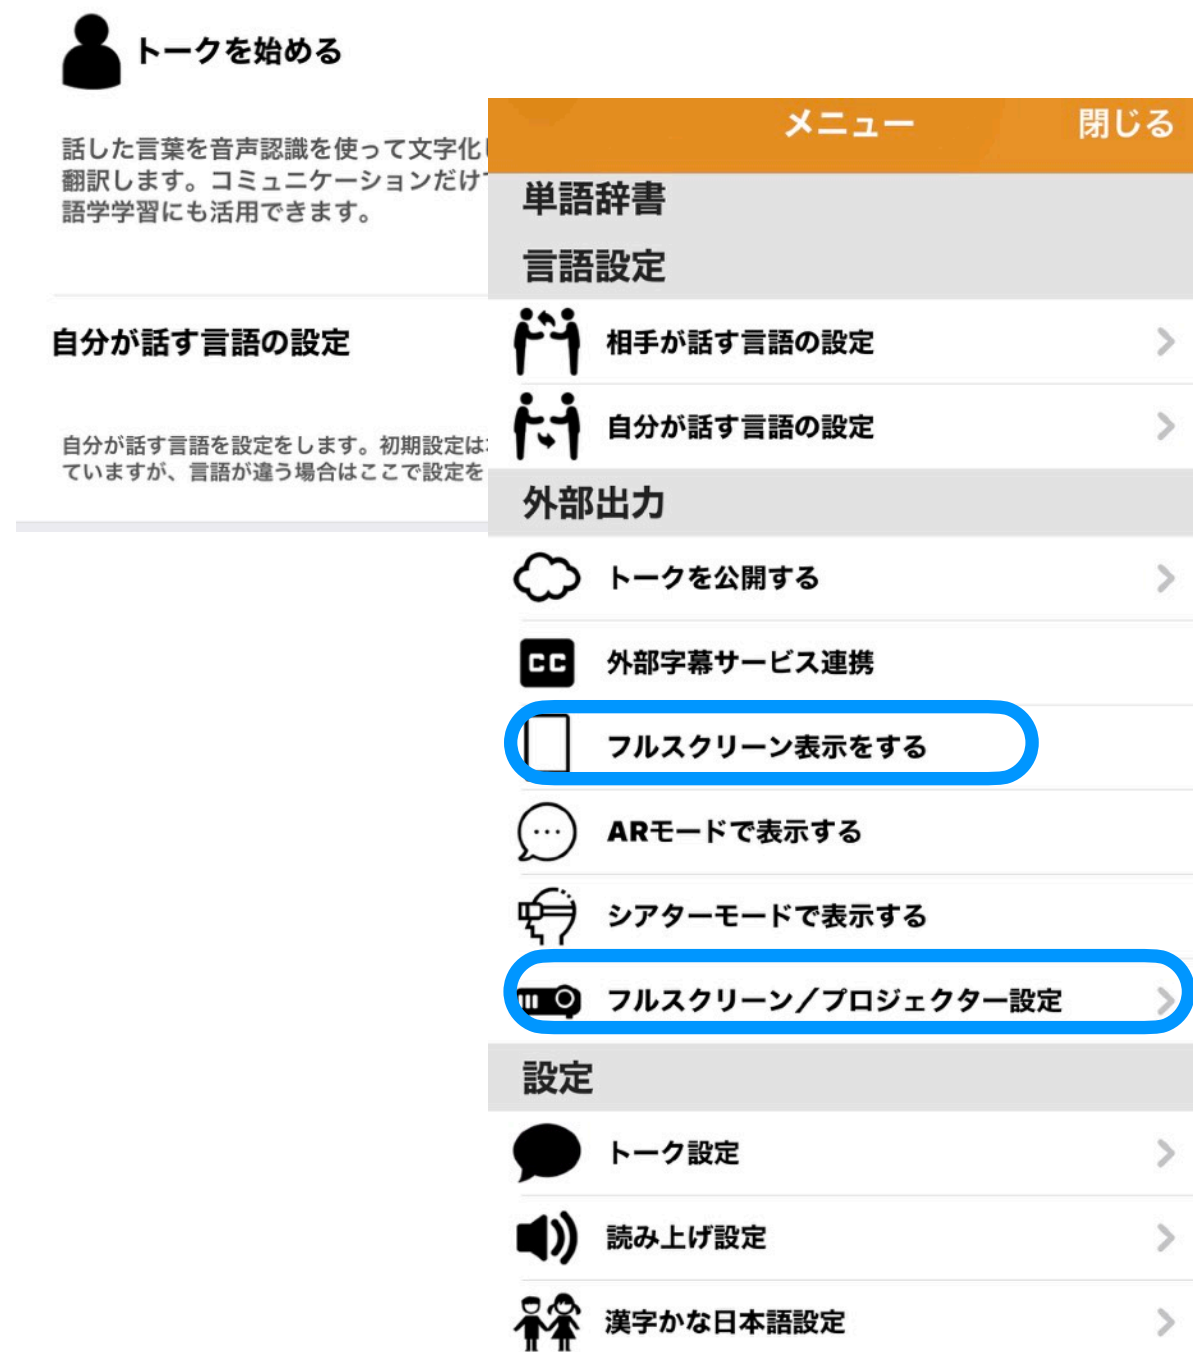 トークを始める
話した言葉を音声認識を使って文字化
翻訳します。コミュニケーションだけ
語学学習にも活用できます。
自分が話す言語の設定
自分が話す言語を設定をします。初期設定は
ていますが、言語が違う場合はここで設定を
メニュー 閉じる
単語辞書
言語設定
相手が話す言語の設定
自分が話す言語の設定
外部出力
トークを公開する
CC 外部字幕サービス連携
フルスクリーン表示をする
ARモードで表示する
シアターモードで表示する
フルスクリーン／プロジェクター設定
設定
トーク設定
読み上げ設定
漢字かな日本語設定